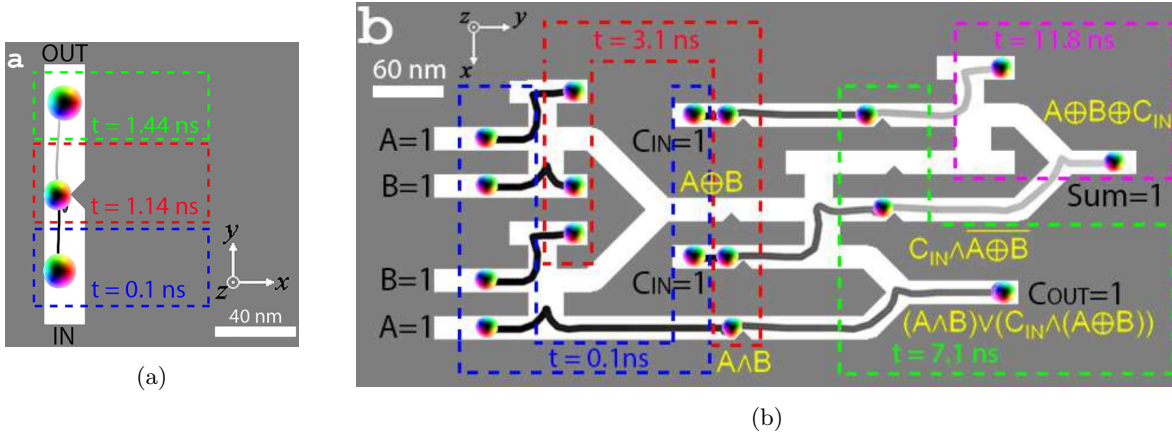 a
OUT
t = 1.44 ns
t = 1.14 ns
t = 0.1 ns
IN
y
z
x
40 nm
(a)
b
z
y
x
60 nm
t = 3.1 ns
t = 11.8 ns
A=1
B=1
B=1
A=1
CIN=1
A⊕B
CIN=1
A⊕B⊕CIN
Sum=1
CIN∧A̅⊕̅B̅
COUT=1
(A∧B)∨(CIN∧(A⊕B))
t = 0.1ns
A∧B
t = 7.1 ns
(b)